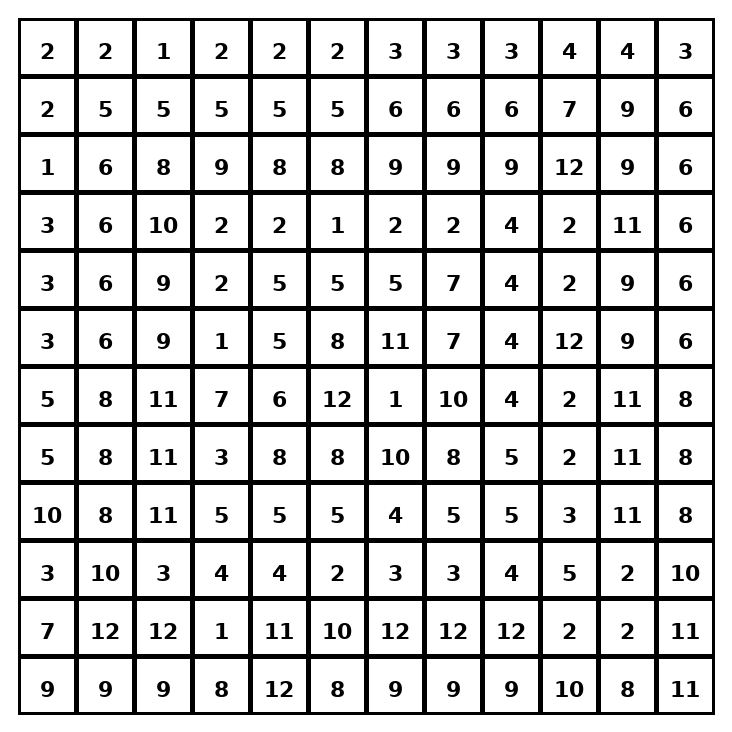 2 2 1 2 2 2 3 3 3 4 4 3
2 5 5 5 5 5 6 6 6 7 9 6
1 6 8 9 8 8 9 9 9 12 9 6
3 6 10 2 2 1 2 2 4 2 11 6
3 6 9 2 5 5 5 7 4 2 9 6
3 6 9 1 5 8 11 7 4 12 9 6
5 8 11 7 6 12 1 10 4 2 11 8
5 8 11 3 8 8 10 8 5 2 11 8
10 8 11 5 5 5 4 5 5 3 11 8
3 10 3 4 4 2 3 3 4 5 2 10
7 12 12 1 11 10 12 12 12 2 2 11
9 9 9 8 12 8 9 9 9 10 8 11